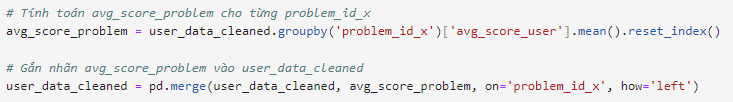 # Tính toán avg_score_problem cho từng problem_id_x
avg_score_problem = user_data_cleaned.groupby('problem_id_x')['avg_score_user'].mean().reset_index()
# Gắn nhãn avg_score_problem vào user_data_cleaned
user_data_cleaned = pd.merge(user_data_cleaned, avg_score_problem, on='problem_id_x', how='left')